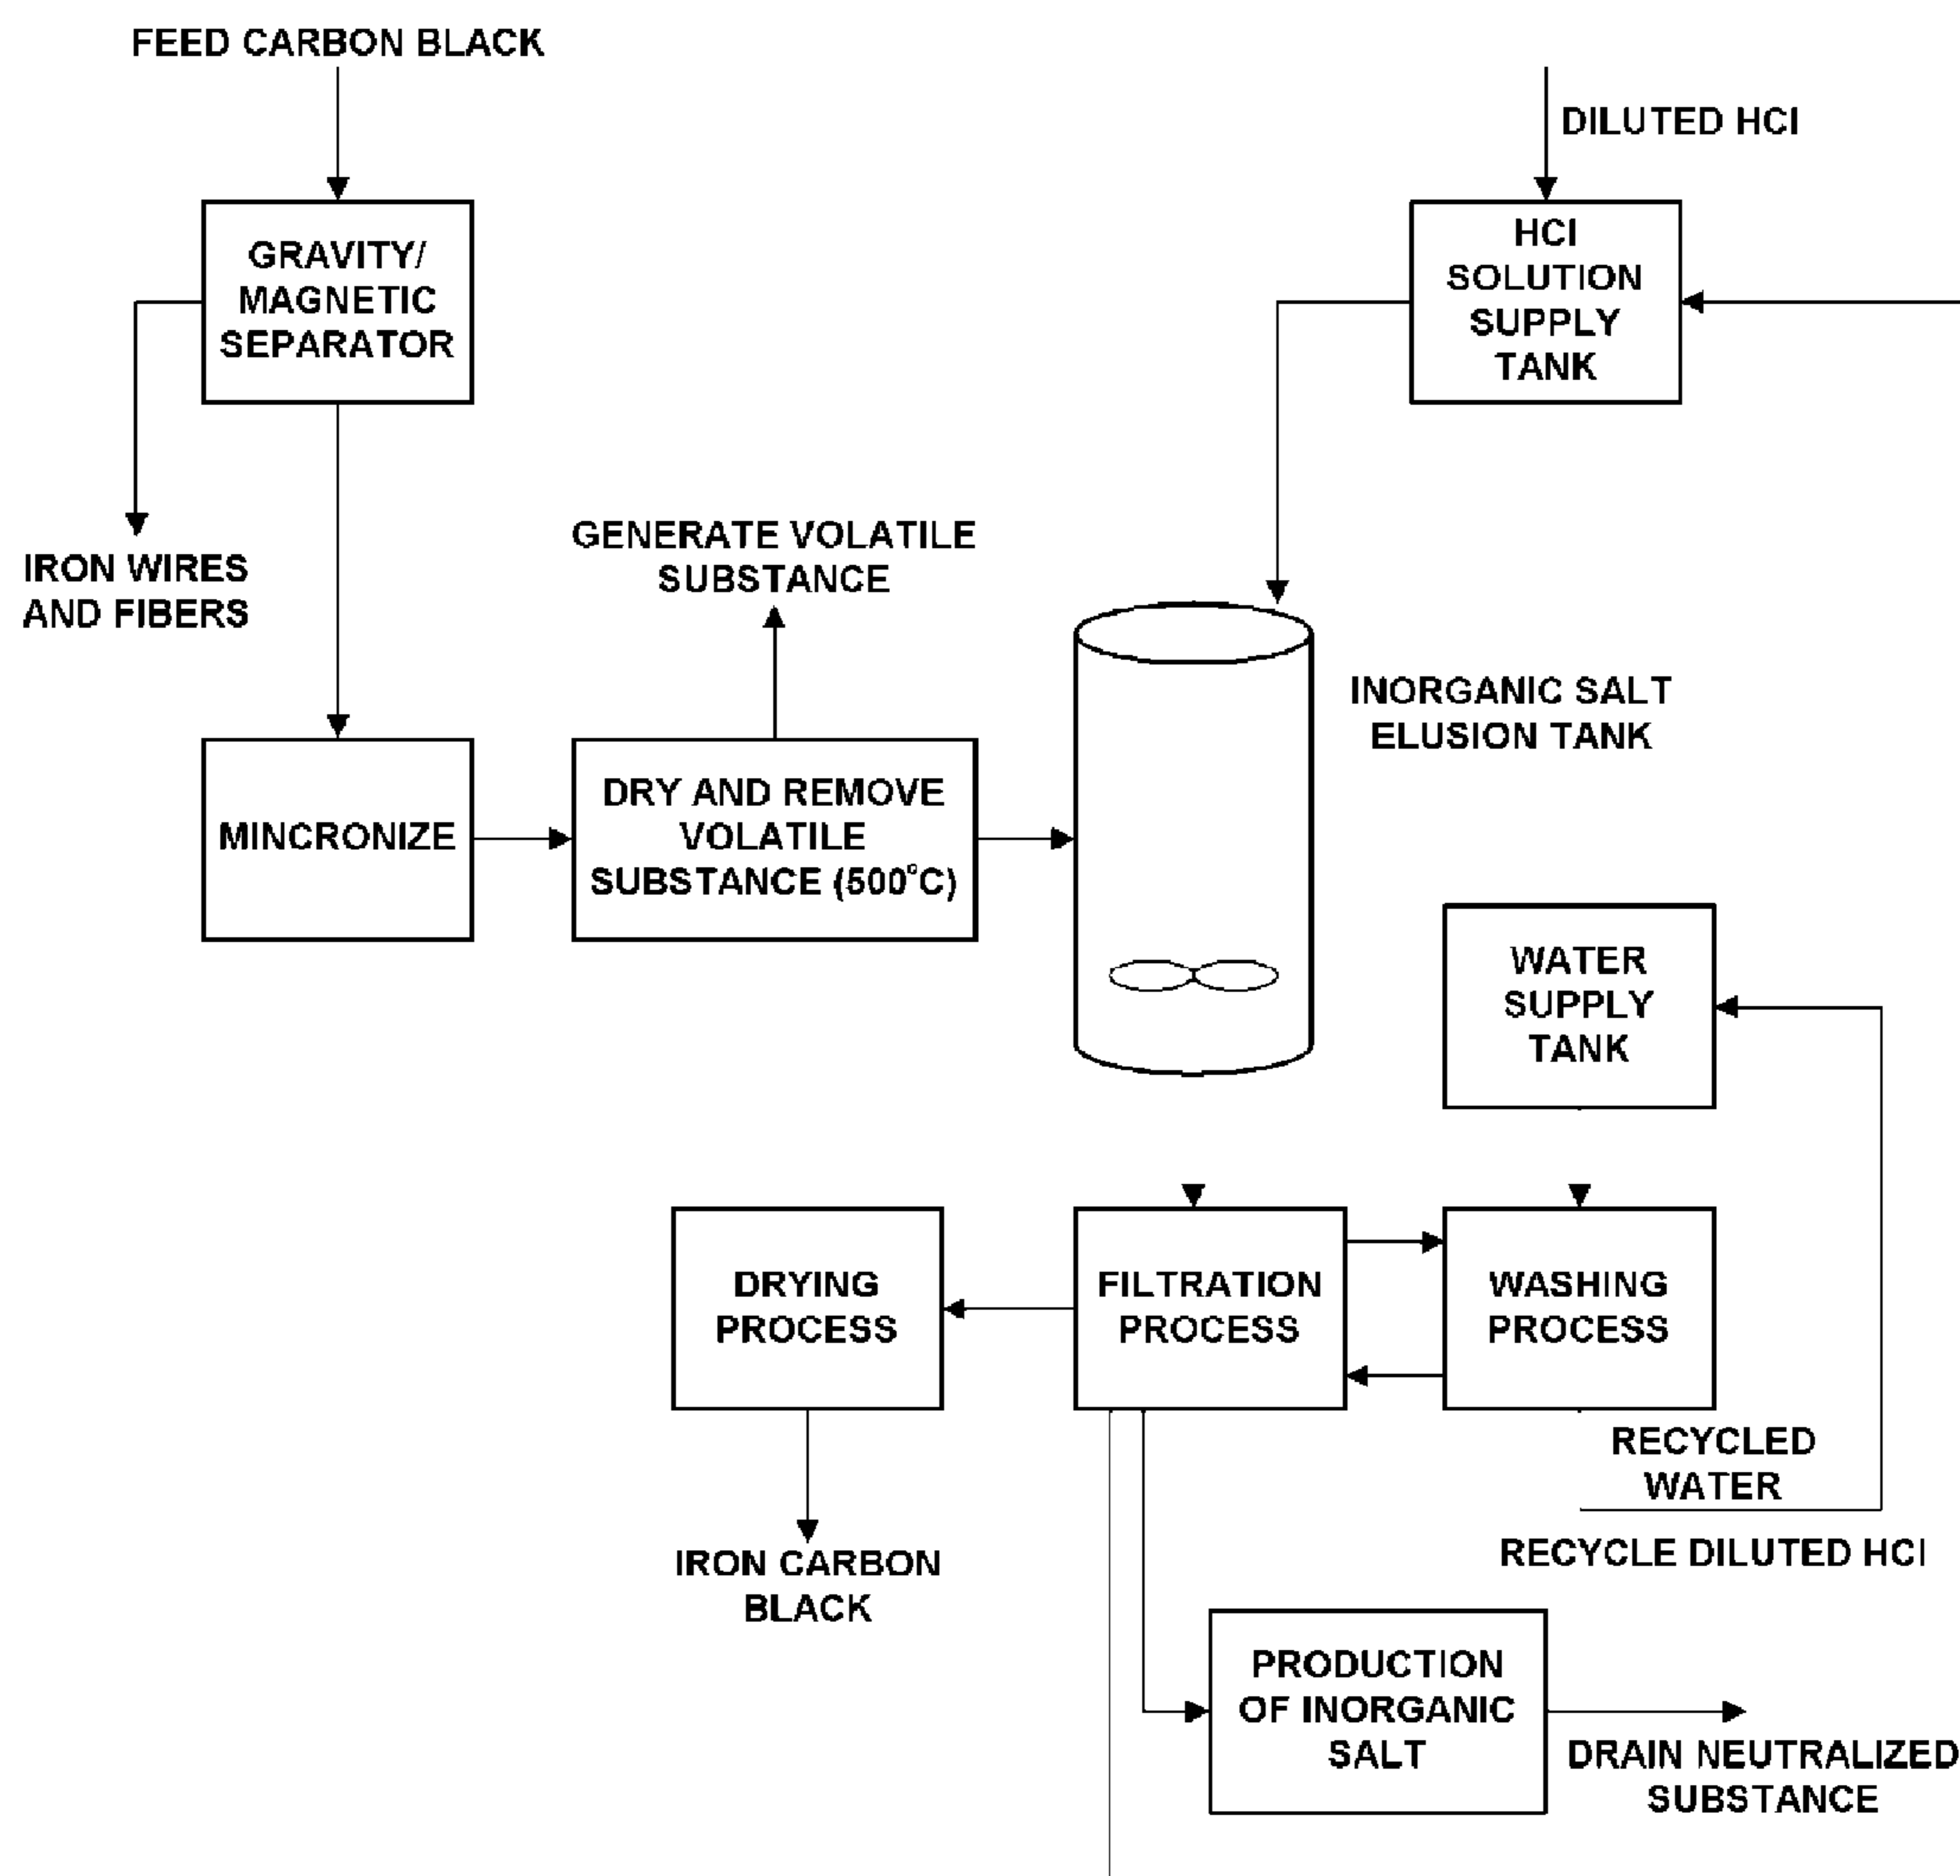 FEED CARBON BLACK
DILUTED HCl
GRAVITY/
MAGNETIC
SEPARATOR
HCl
SOLUTION
SUPPLY
TANK
IRON WIRES
AND FIBERS
GENERATE VOLATILE
SUBSTANCE
INORGANIC SALT
ELUSION TANK
MINCRONIZE
DRY AND REMOVE
VOLATILE
SUBSTANCE (500°C)
WATER
SUPPLY
TANK
DRYING
PROCESS
FILTRATION
PROCESS
WASHING
PROCESS
RECYCLED
WATER
RECYCLE DILUTED HCl
IRON CARBON
BLACK
PRODUCTION
OF INORGANIC
SALT
DRAIN NEUTRALIZED
SUBSTANCE